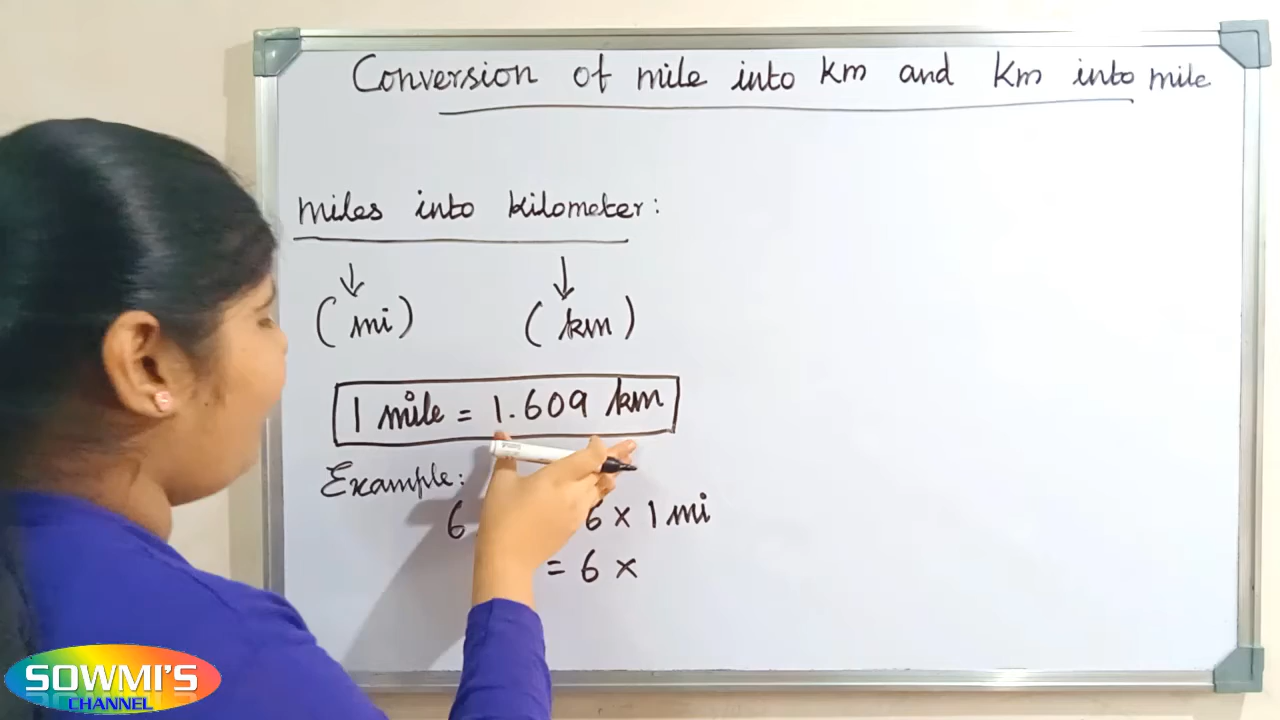 Conversion of mile into km and km into mile
miles into kilometer:
↓ ↓
(mi) (km)
1 mile = 1.609 km
Example:
6 6 × 1 mi
= 6 ×
SOWMI'S
CHANNEL